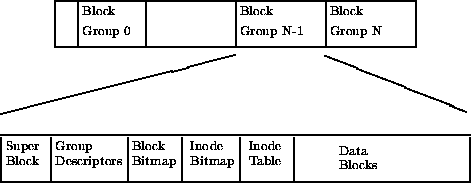 Block
Group 0
Block
Group N-1
Block
Group N
Super
Block
Group
Descriptors
Block
Bitmap
Inode
Bitmap
Inode
Table
Data
Blocks